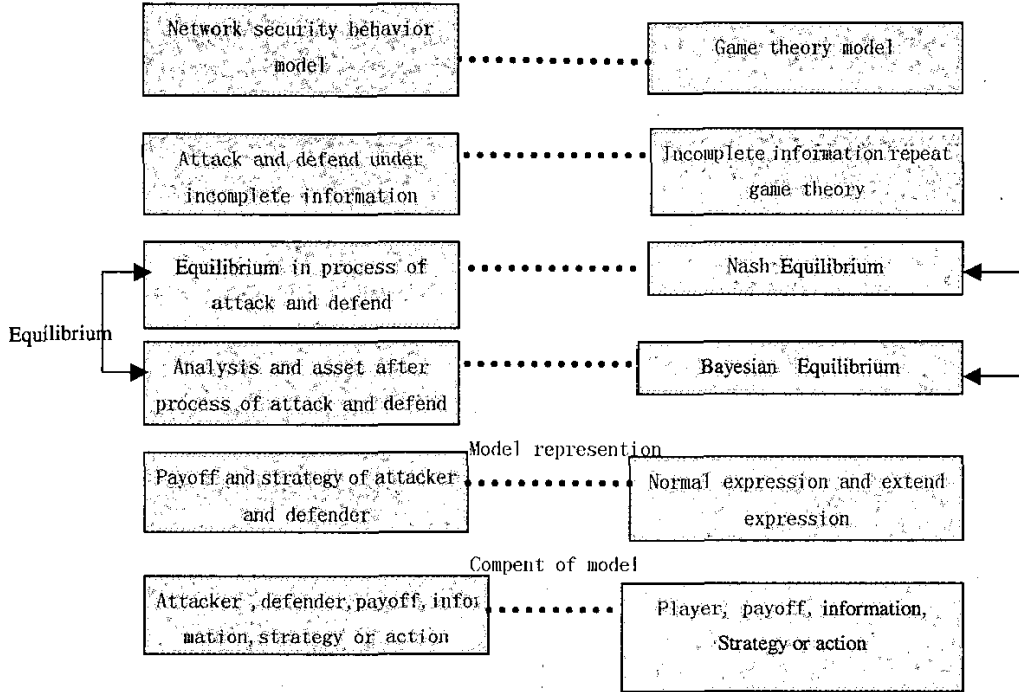 Network security behavior
model
Game theory model
Attack and defend under
incomplete information
Incomplete information repeat
game theory
Equilibrium in process of
attack and defend
Nash Equilibrium
Equilibrium
Analysis and asset after
process of attack and defend
Bayesian Equilibrium
Model represention
Payoff and strategy of attacker
and defender
Normal expression and extend
expression
Compent of model
Attacker ,defender,payoff,infor
mation,strategy or action
Player, payoff, information,
Strategy or action